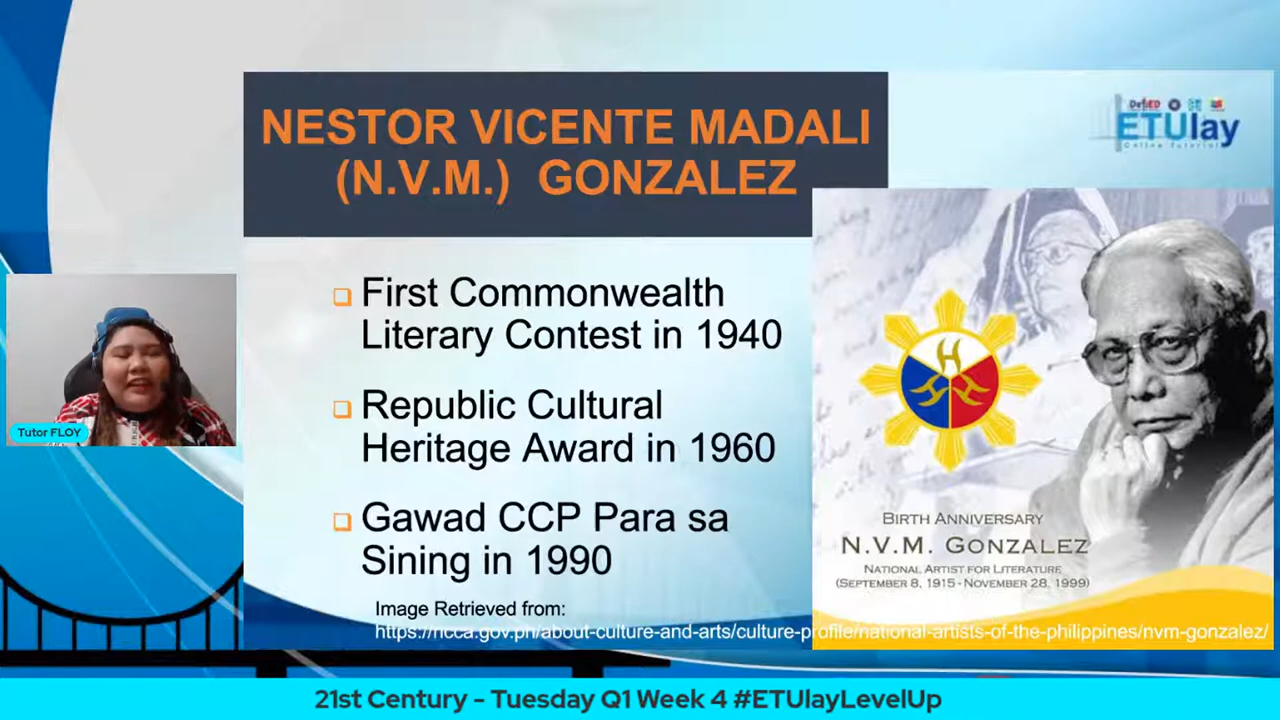 NESTOR VICENTE MADALI
(N.V.M.) GONZALEZ
DepED
ETUlay
Online Tutorial
❑ First Commonwealth
Literary Contest in 1940
❑ Republic Cultural
Heritage Award in 1960
❑ Gawad CCP Para sa
Sining in 1990
Image Retrieved from:
https://ncca.gov.ph/about-culture-and-arts/culture-profile/national-artists-of-the-philippines/nvm-gonzalez/
BIRTH ANNIVERSARY
N.V.M. GONZALEZ
NATIONAL ARTIST FOR LITERATURE
(SEPTEMBER 8, 1915 - NOVEMBER 28, 1999)
Tutor FLOY
21st Century - Tuesday Q1 Week 4 #ETUlayLevelUp